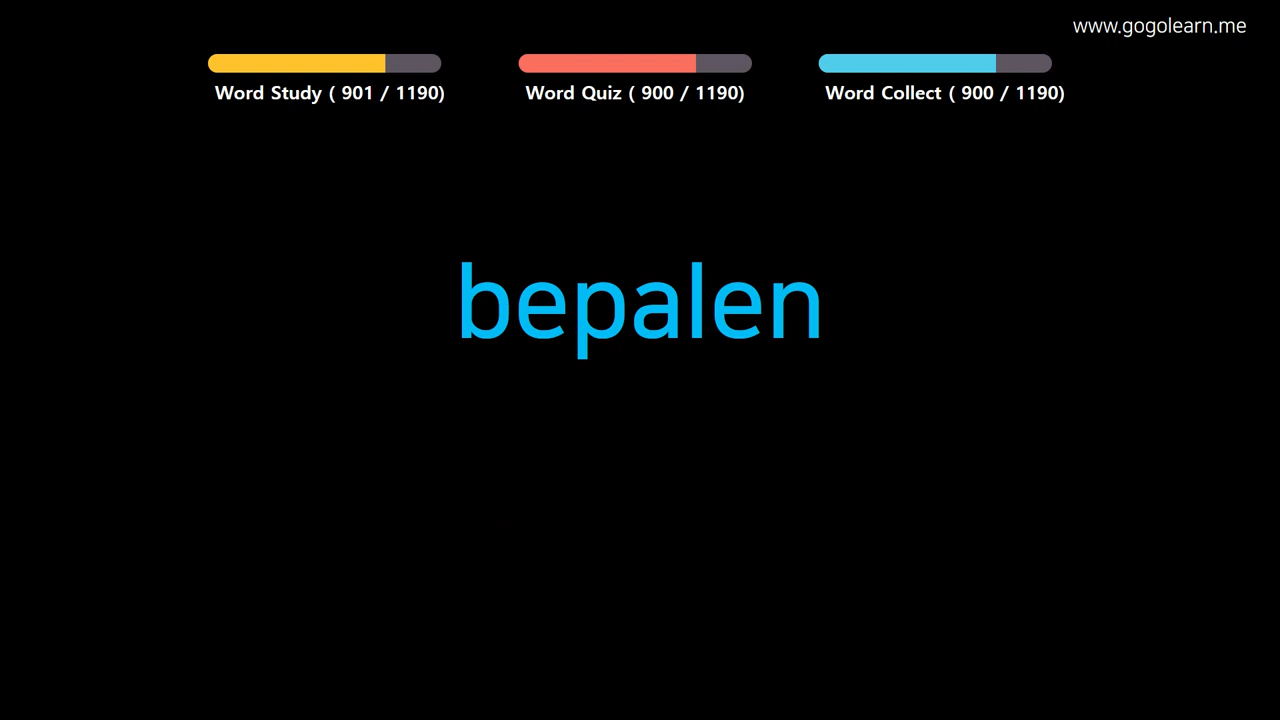 www.gogolearn.me
Word Study ( 901 / 1190)
Word Quiz ( 900 / 1190)
Word Collect ( 900 / 1190)
bepalen